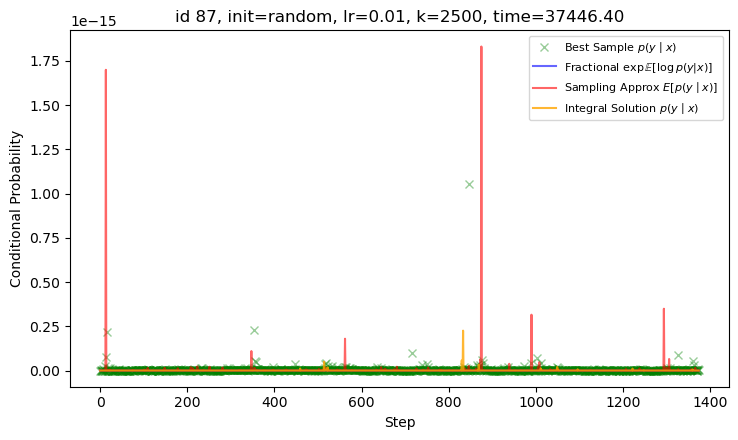 id 87, init=random, lr=0.01, k=2500, time=37446.40
1e−15
Best Sample p(y | x)
Fractional exp𝔼[log p(y|x)]
Sampling Approx E[p(y | x)]
Integral Solution p(y | x)
Conditional Probability
1.75
1.50
1.25
1.00
0.75
0.50
0.25
0.00
0 200 400 600 800 1000 1200 1400
Step